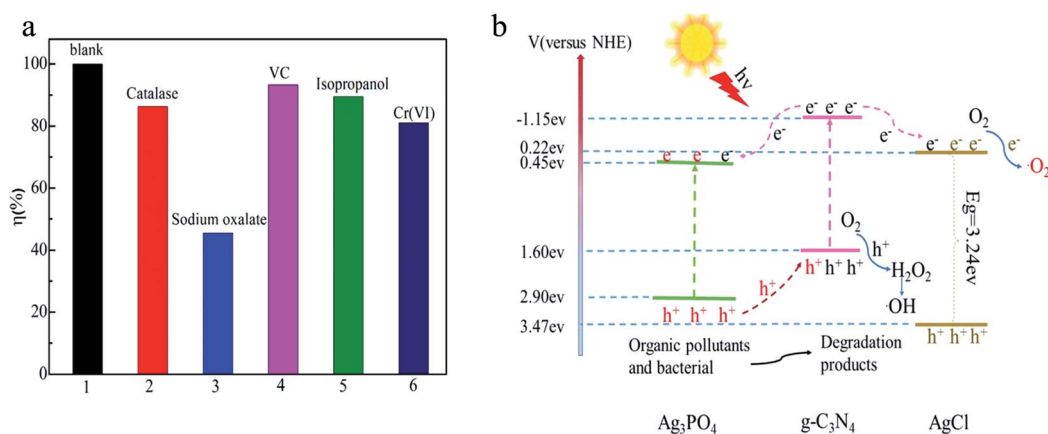 a
η(%)
100
80
60
40
20
0
blank
Catalase
Sodium oxalate
VC
Isopropanol
Cr(VI)
1 2 3 4 5 6
b
V(versus NHE)
hv
-1.15ev
0.22ev
0.45ev
1.60ev
2.90ev
3.47ev
e- e- e-
e-
e-
e- e- e-
e- e- e-
O2
e-
·O2
Eg=3.24ev
O2
h+
h+ h+ h+
H2O2
·OH
h+
h+ h+ h+
h+ h+ h+
Organic pollutants
and bacterial
Degradation
products
Ag3PO4
g-C3N4
AgCl